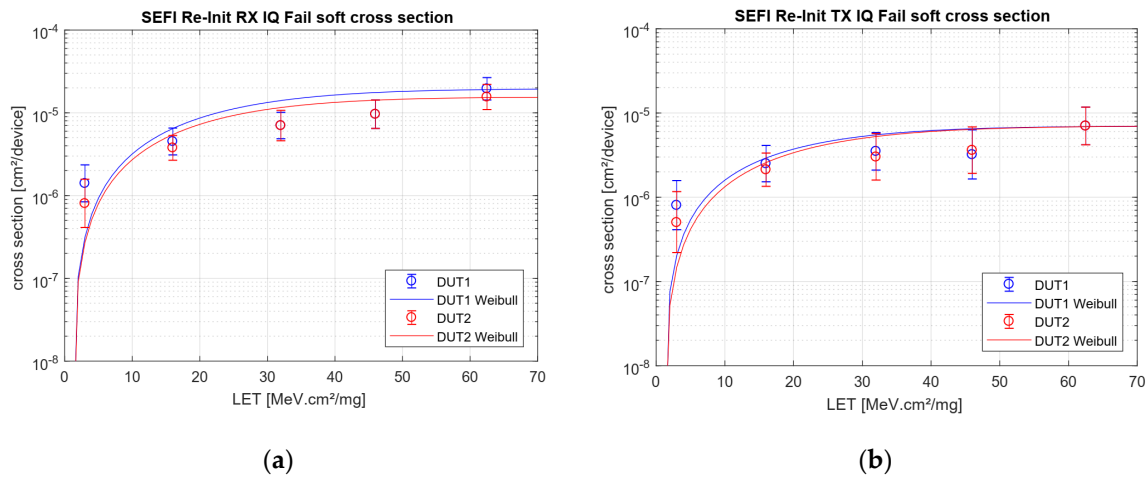 SEFI Re-Init RX IQ Fail soft cross section
10⁻⁴
10⁻⁵
10⁻⁶
10⁻⁷
10⁻⁸
cross section [cm²/device]
DUT1
DUT1 Weibull
DUT2
DUT2 Weibull
0 10 20 30 40 50 60 70
LET [MeV.cm²/mg]
(a)
SEFI Re-Init TX IQ Fail soft cross section
10⁻⁴
10⁻⁵
10⁻⁶
10⁻⁷
10⁻⁸
cross section [cm²/device]
DUT1
DUT1 Weibull
DUT2
DUT2 Weibull
0 10 20 30 40 50 60 70
LET [MeV.cm²/mg]
(b)